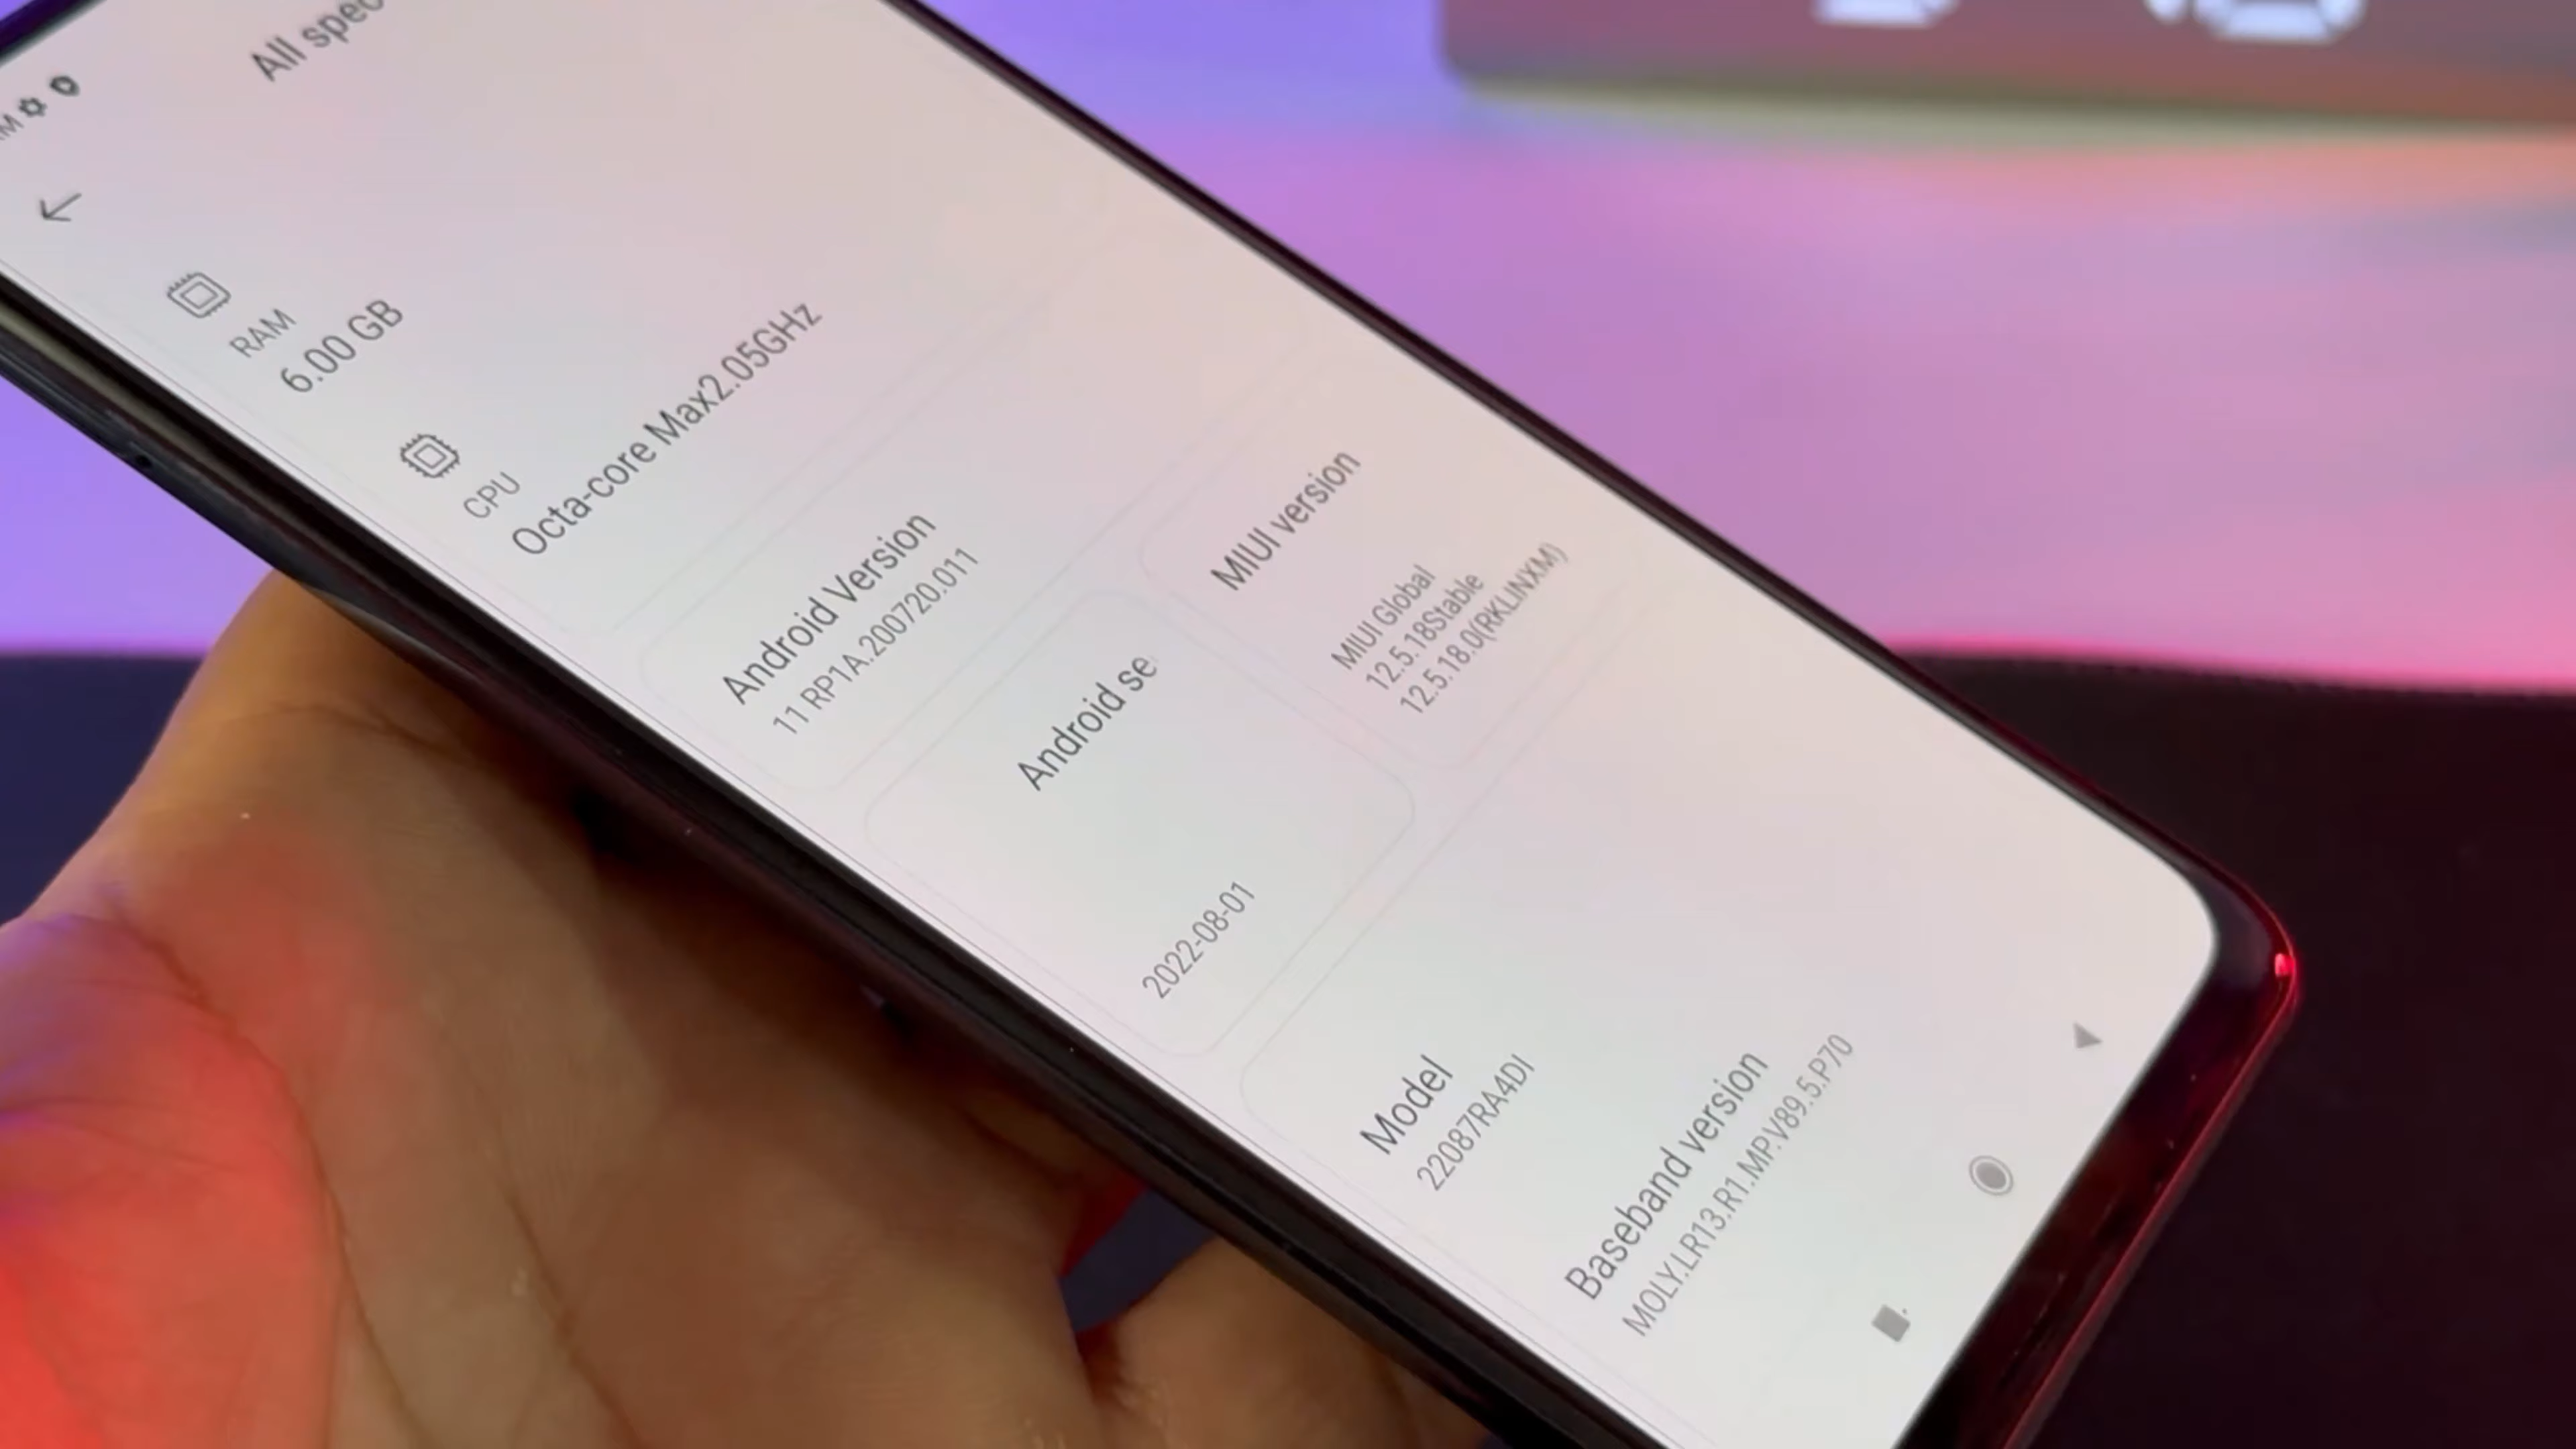 All spec
RAM
6.00 GB
CPU
Octa-core Max2.05GHz
Android Version
11 RP1A.200720.011
Android se
2022-08-01
MIUI version
MIUI Global
12.5.18Stable
12.5.18.0(RKLINXM)
Model
22087RA4DI
Baseband version
MOLY.LR13.R1.MP.V89.5.P70